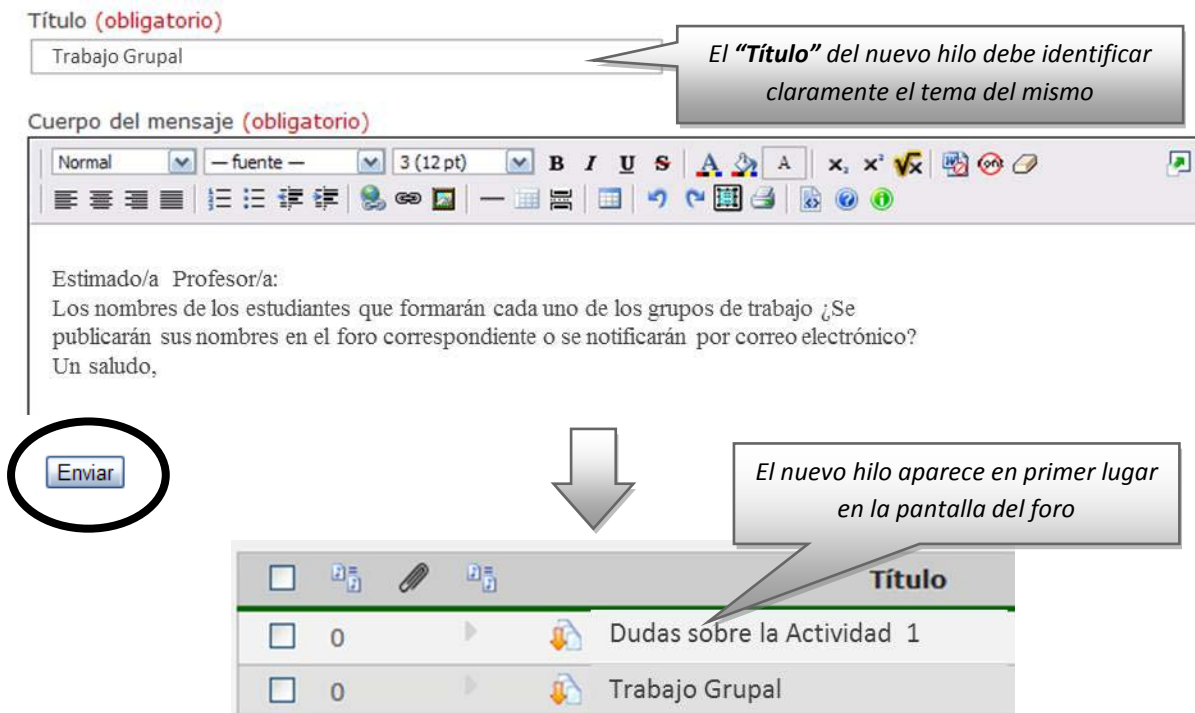 Título (obligatorio)
Trabajo Grupal
El “Título” del nuevo hilo debe identificar
claramente el tema del mismo
Cuerpo del mensaje (obligatorio)
Normal — fuente — 3 (12 pt) B I U S A A x₂ x² √x
Estimado/a Profesor/a:
Los nombres de los estudiantes que formarán cada uno de los grupos de trabajo ¿Se
publicarán sus nombres en el foro correspondiente o se notificarán por correo electrónico?
Un saludo,
Enviar
El nuevo hilo aparece en primer lugar
en la pantalla del foro
Título
0 Dudas sobre la Actividad 1
0 Trabajo Grupal